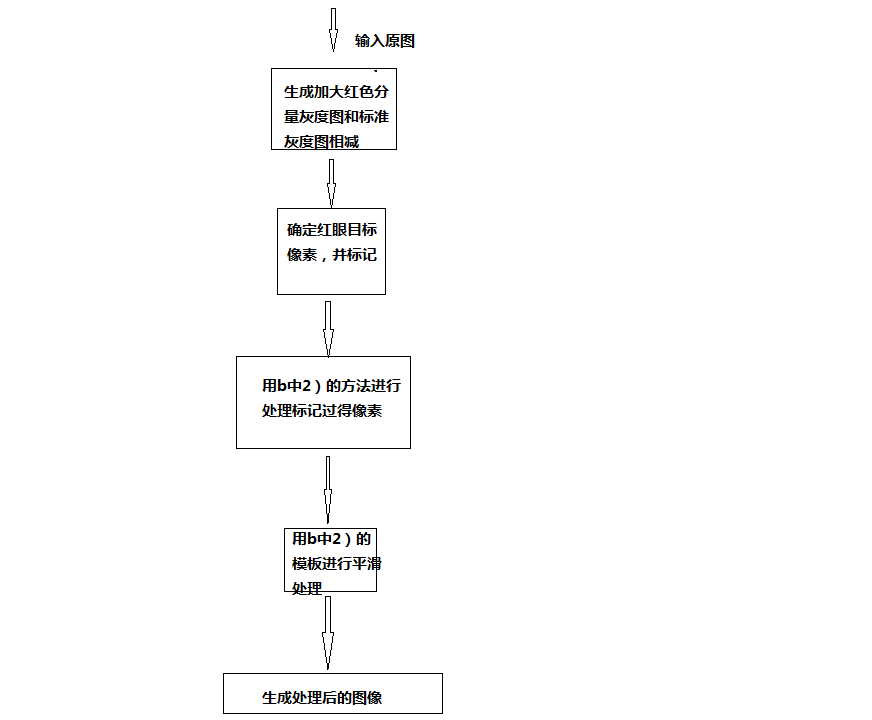 输入原图
生成加大红色分
量灰度图和标准
灰度图相减
确定红眼目标
像素，并标记
用b中2）的方法进行
处理标记过得像素
用b中2）的
模板进行平滑
处理
生成处理后的图像